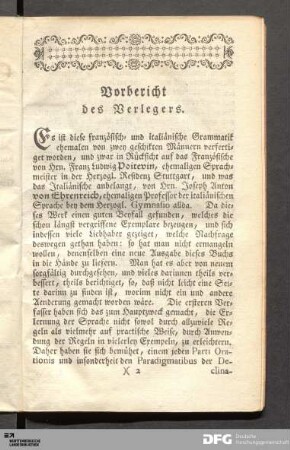 Vorbericht
des Verlegers.
Es ist diese französisch- und italiänische Grammatik
ehemalen von zwey geschikten Männern verferti-
get worden, und zwar in Rücksicht auf das Französische
von Hrn. Franz Ludwig Poitevin, ehemaligen Sprach-
meister in der Herzogl. Residenz Stuttgart, und was
das Italiänische anbelangt, von Hrn. Joseph Anton
von Ehrenreich, ehemaligen Professor der italiänischen
Sprache bey dem Herzogl. Gymnasio allda. Da die-
ses Werk einen guten Beyfall gefunden, welches die
schon längst vergriffene Exemplare bezeugen, und sich
indessen viele Liebhaber gezeiget, welche Nachfrage
deswegen gethan haben: so hat man nicht ermangeln
wollen, denenselben eine neue Ausgabe dieses Buchs
in die Hände zu liefern. Man hat es aber von neuem
sorgfältig durchgesehen, und vieles darinnen theils ver-
bessert, theils berichtiget, so, daß nicht leicht eine Sei-
te darinn zu finden ist, worinn nicht ein und andere
Aenderung gemacht worden wäre. Die ersteren Ver-
fasser haben sich das zum Hauptzweck gemacht, die Er-
lernung der Sprache nicht sowol durch allzuviele Re-
geln als vielmehr auf practische Weise, durch Anwen-
dung der Regeln in vielerley Exempeln, zu erleichtern.
Daher haben sie sich bemühet, einem jeden Parti Ora-
tionis und insonderheit den Paradigmatibus der De-
)( 2 clina-
DFG Deutsche
Forschungsgemeinschaft